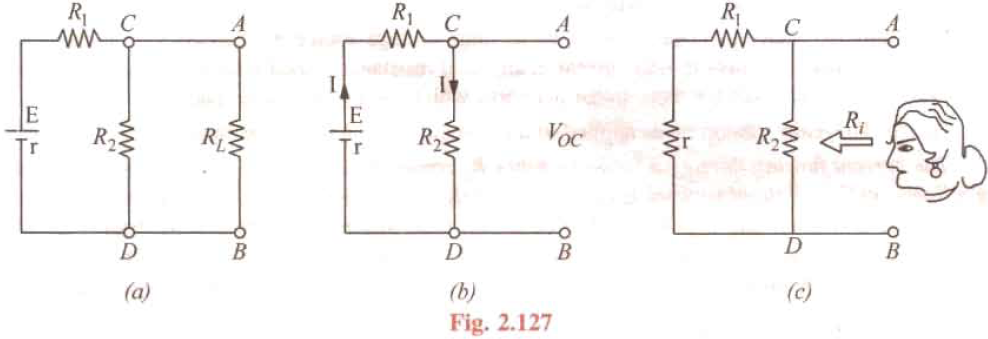 R1
C
A
E
r
R2
RL
D
B
(a)
R1
C
A
I
E
r
I
R2
VOC
D
B
(b)
R1
C
A
r
R2
Ri
D
B
(c)
Fig. 2.127